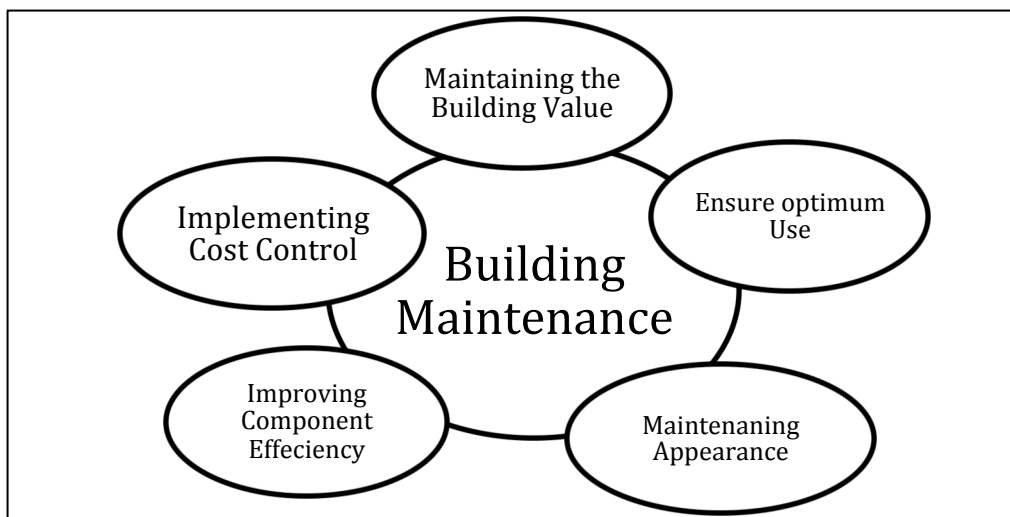 Maintaining the
Building Value
Ensure optimum
Use
Implementing
Cost Control
Building
Maintenance
Improving
Component
Effeciency
Maintenaning
Appearance